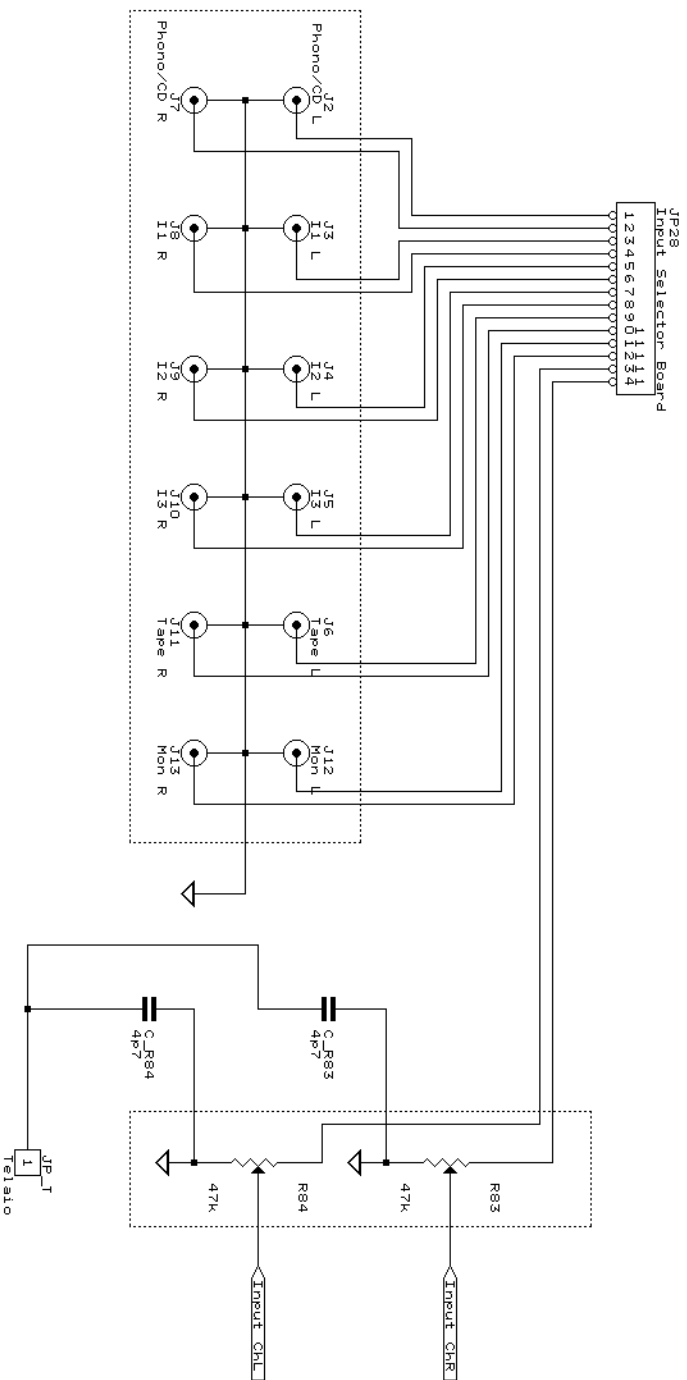 JP28
Input Selector Board
1 2 3 4 5 6 7 8 9 10 11 12 13 14
J2
Phono/CD L
J3
I1 L
J4
I2 L
J5
I3 L
J6
Tape L
J12
Mon L
J7
Phono/CD R
J8
I1 R
J9
I2 R
J10
I3 R
J11
Tape R
J13
Mon R
R83
47k
Input ChR
C_R83
4p7
R84
47k
Input ChL
C_R84
4p7
JP_T
1
Telaio